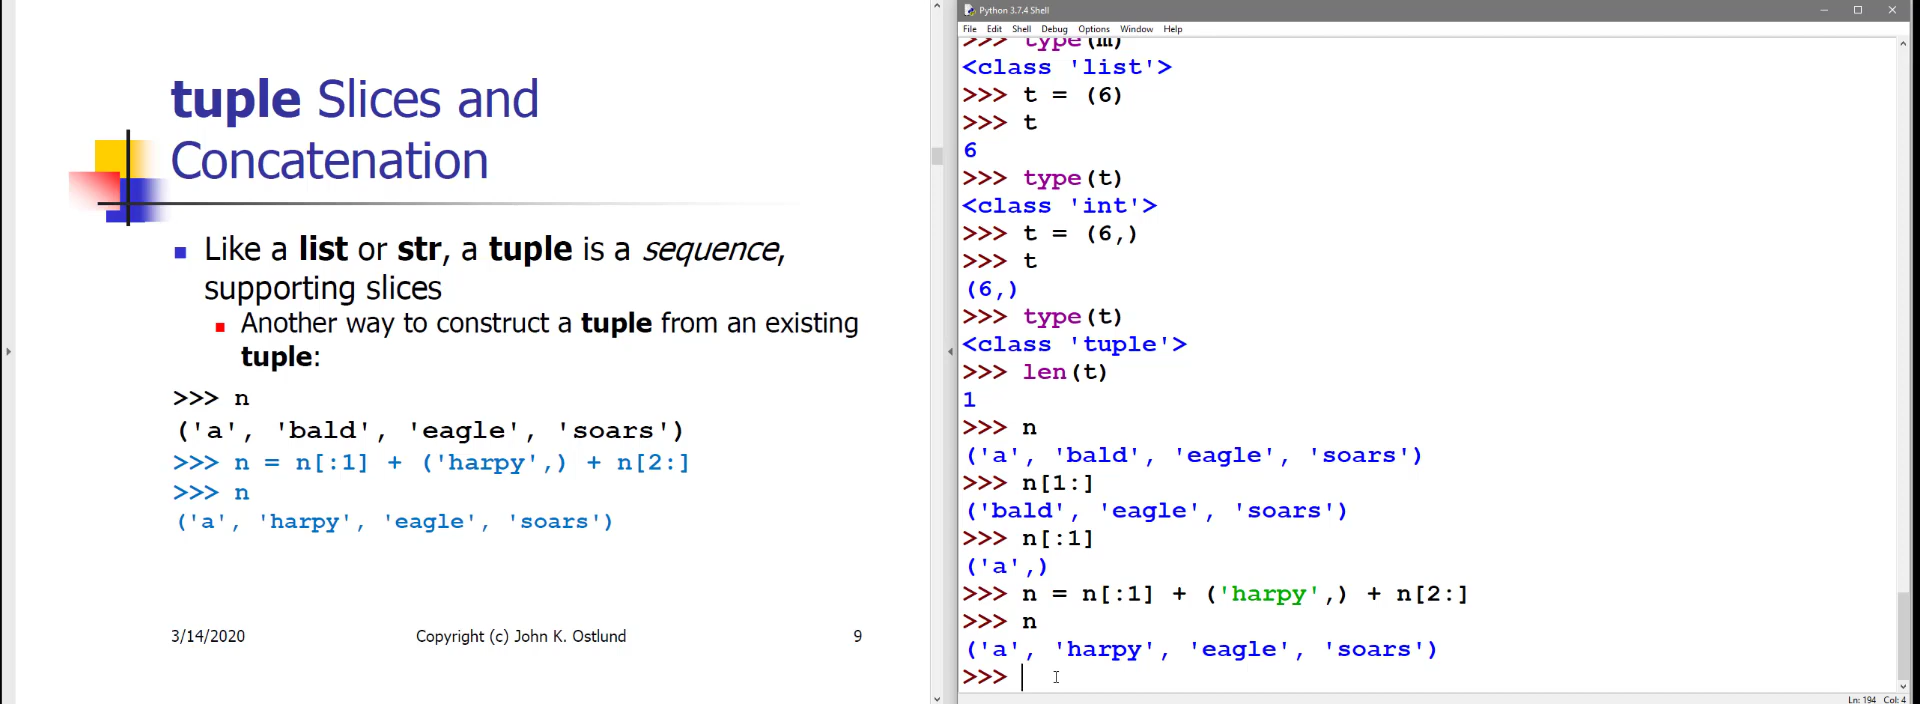 tuple Slices and
Concatenation
Like a list or str, a tuple is a sequence,
supporting slices
Another way to construct a tuple from an existing
tuple:
>>> n
('a', 'bald', 'eagle', 'soars')
>>> n = n[:1] + ('harpy',) + n[2:]
>>> n
('a', 'harpy', 'eagle', 'soars')
3/14/2020 Copyright (c) John K. Ostlund 9
Python 3.7.4 Shell
File Edit Shell Debug Options Window Help
>>> type(m)
<class 'list'>
>>> t = (6)
>>> t
6
>>> type(t)
<class 'int'>
>>> t = (6,)
>>> t
(6,)
>>> type(t)
<class 'tuple'>
>>> len(t)
1
>>> n
('a', 'bald', 'eagle', 'soars')
>>> n[1:]
('bald', 'eagle', 'soars')
>>> n[:1]
('a',)
>>> n = n[:1] + ('harpy',) + n[2:]
>>> n
('a', 'harpy', 'eagle', 'soars')
>>>
Ln: 194 Col: 4